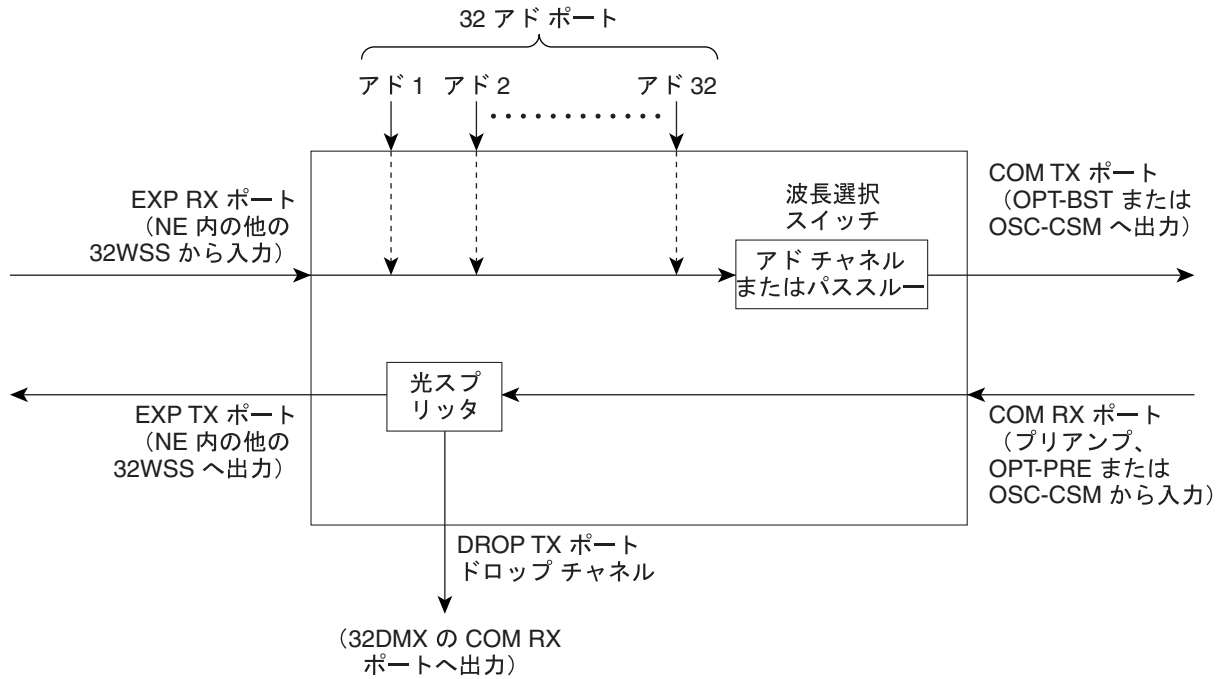 32 アド ポート
アド 1
アド 2
アド 32
EXP RX ポート
（NE 内の他の
32WSS から入力）
波長選択
スイッチ
アド チャネル
またはパススルー
COM TX ポート
（OPT-BST または
OSC-CSM へ出力）
光スプ
リッタ
EXP TX ポート
（NE 内の他の
32WSS へ出力）
COM RX ポート
（プリアンプ、
OPT-PRE または
OSC-CSM から入力）
DROP TX ポート
ドロップ チャネル
（32DMX の COM RX
ポートへ出力）